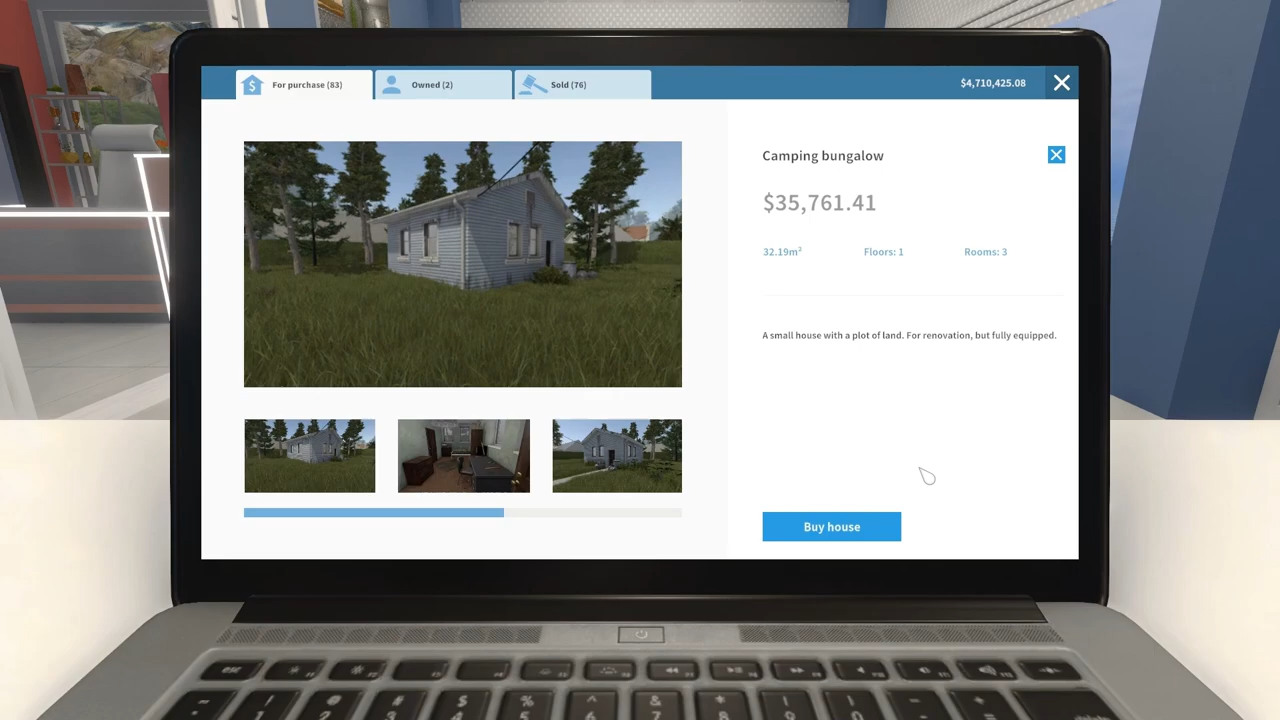 For purchase (83)
Owned (2)
Sold (76)
$4,710,425.08
Camping bungalow
$35,761.41
32.19m²
Floors: 1
Rooms: 3
A small house with a plot of land. For renovation, but fully equipped.
Buy house
esc